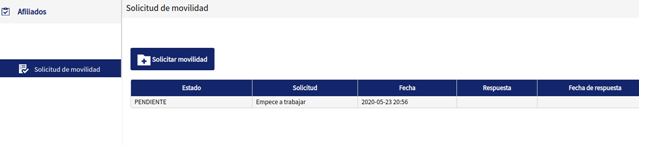 Afiliados
Solicitud de movilidad
Solicitud de movilidad
Solicitar movilidad
Estado Solicitud Fecha Respuesta Fecha de respuesta
PENDIENTE Empece a trabajar 2020-05-23 20:56